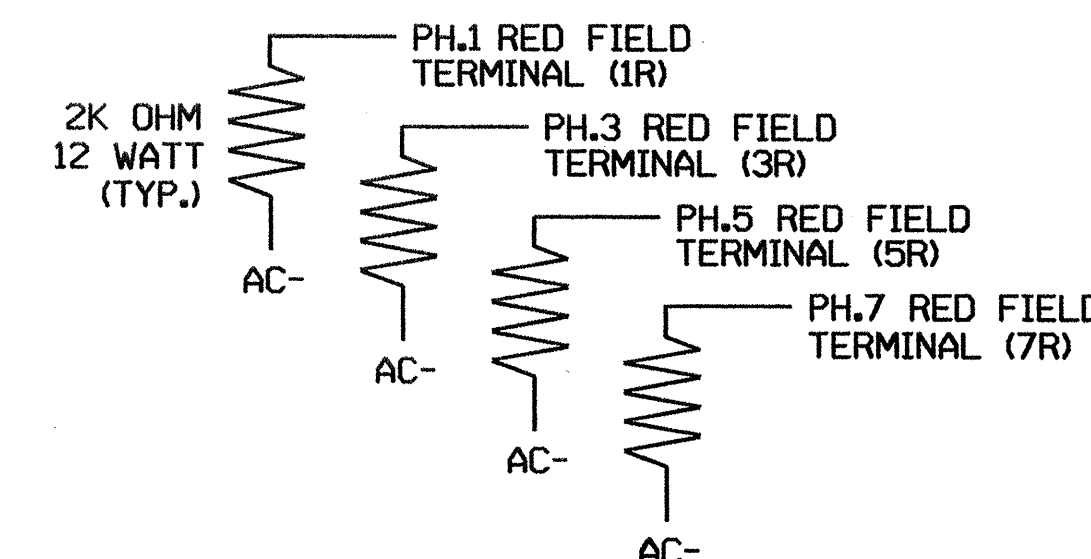 PH.1 RED FIELD
TERMINAL (1R)
2K OHM
12 WATT
(TYP.)
AC-
PH.3 RED FIELD
TERMINAL (3R)
AC-
PH.5 RED FIELD
TERMINAL (5R)
AC-
PH.7 RED FIELD
TERMINAL (7R)
AC-